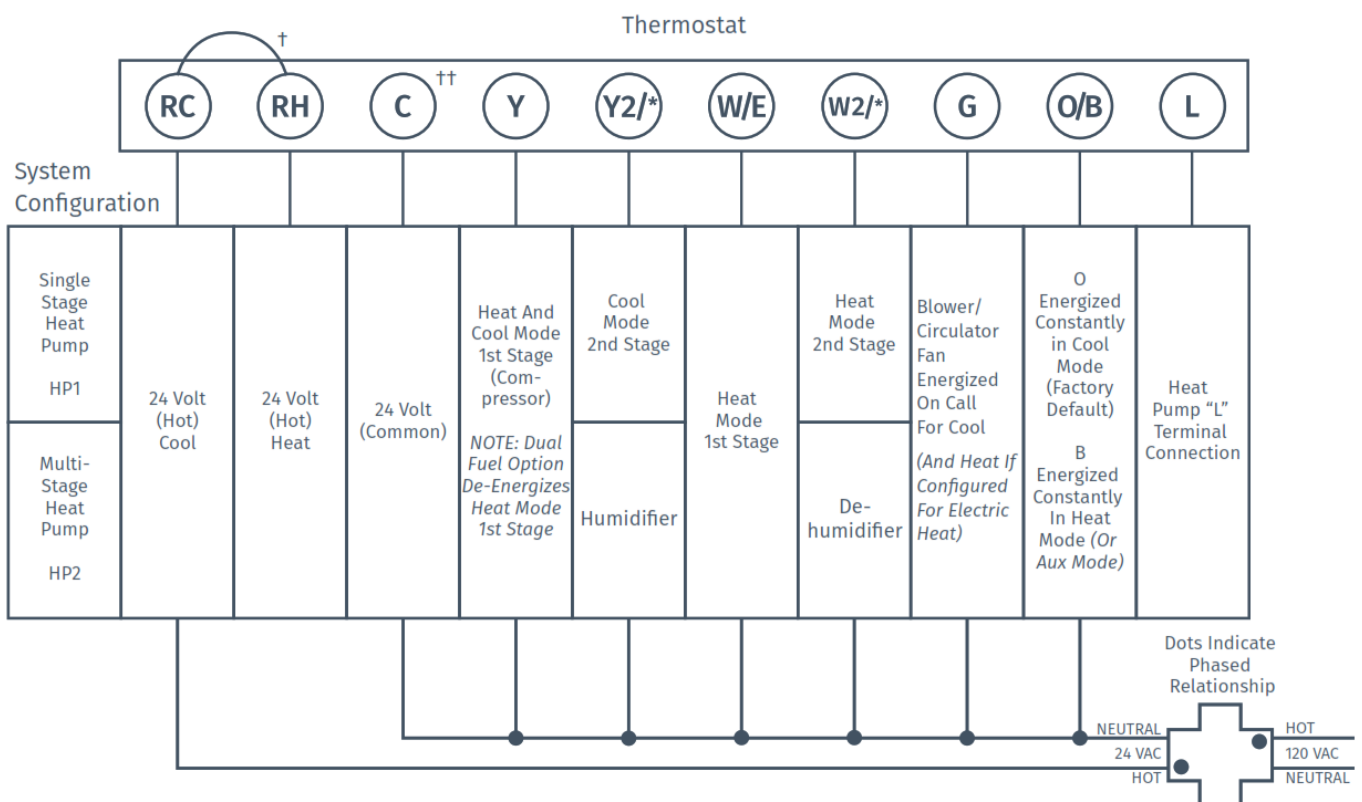 Thermostat
†
††
RC
RH
C
Y
Y2/*
W/E
W2/*
G
O/B
L
System
Configuration
Single
Stage
Heat
Pump
HP1
Multi-
Stage
Heat
Pump
HP2
24 Volt
(Hot)
Cool
24 Volt
(Hot)
Heat
24 Volt
(Common)
Heat And
Cool Mode
1st Stage
(Com-
pressor)
NOTE: Dual
Fuel Option
De-Energizes
Heat Mode
1st Stage
Cool
Mode
2nd Stage
Humidifier
Heat
Mode
1st Stage
Heat
Mode
2nd Stage
De-
humidifier
Blower/
Circulator
Fan
Energized
On Call
For Cool
(And Heat If
Configured
For Electric
Heat)
O
Energized
Constantly
in Cool
Mode
(Factory
Default)
B
Energized
Constantly
In Heat
Mode (Or
Aux Mode)
Heat
Pump “L”
Terminal
Connection
Dots Indicate
Phased
Relationship
NEUTRAL
24 VAC
HOT
HOT
120 VAC
NEUTRAL